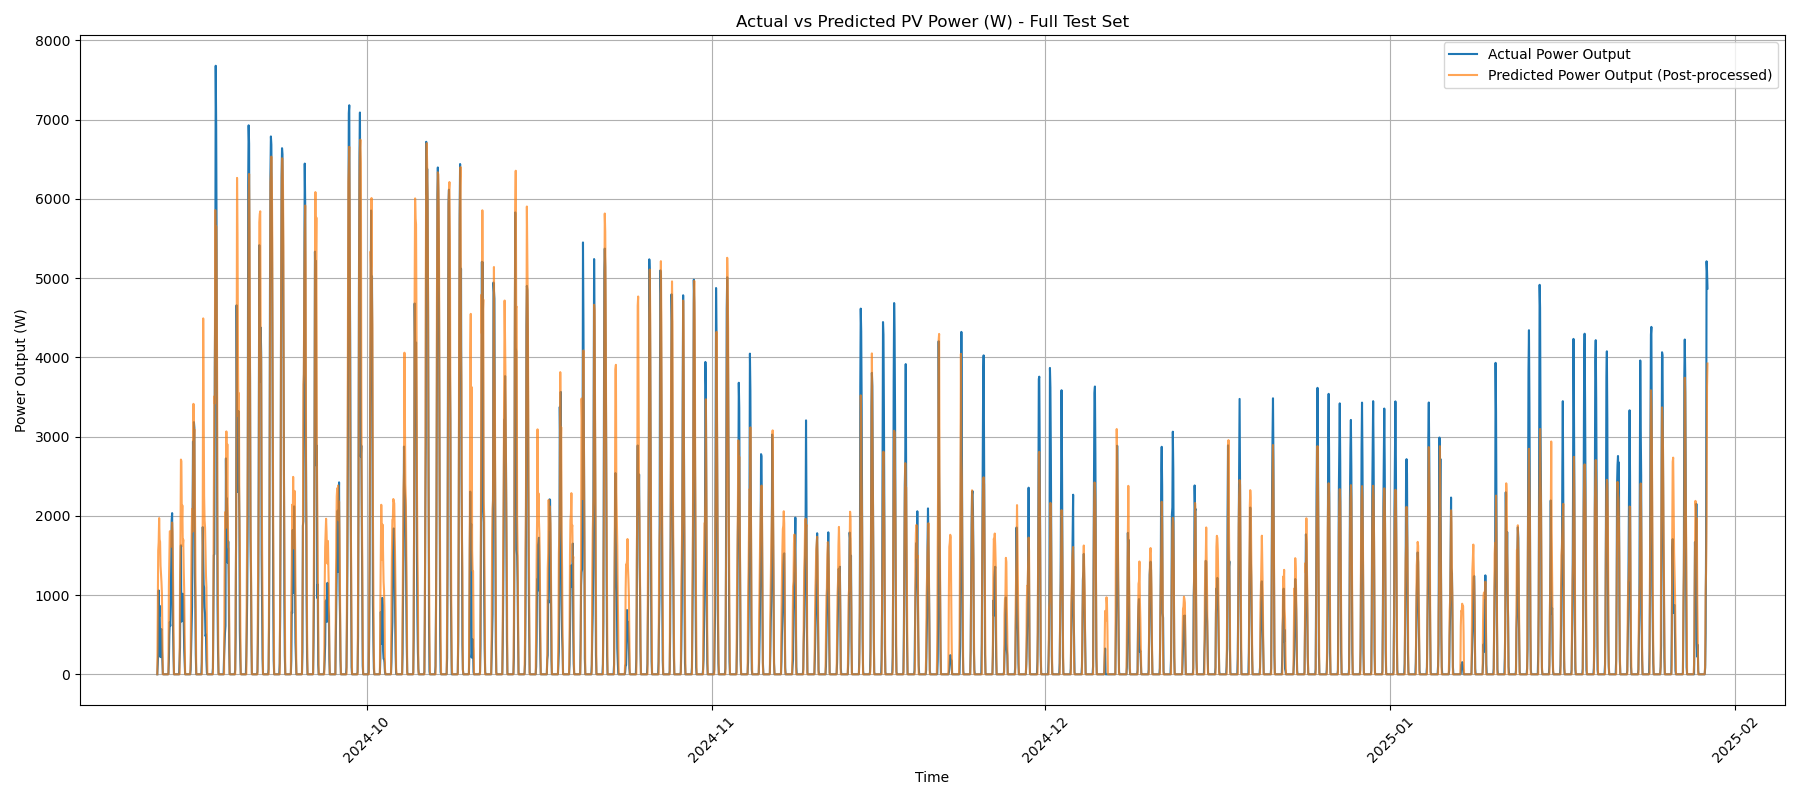 Actual vs Predicted PV Power (W) - Full Test Set
Actual Power Output
Predicted Power Output (Post-processed)
Power Output (W)
8000
7000
6000
5000
4000
3000
2000
1000
0
2024-10
2024-11
2024-12
2025-01
2025-02
Time